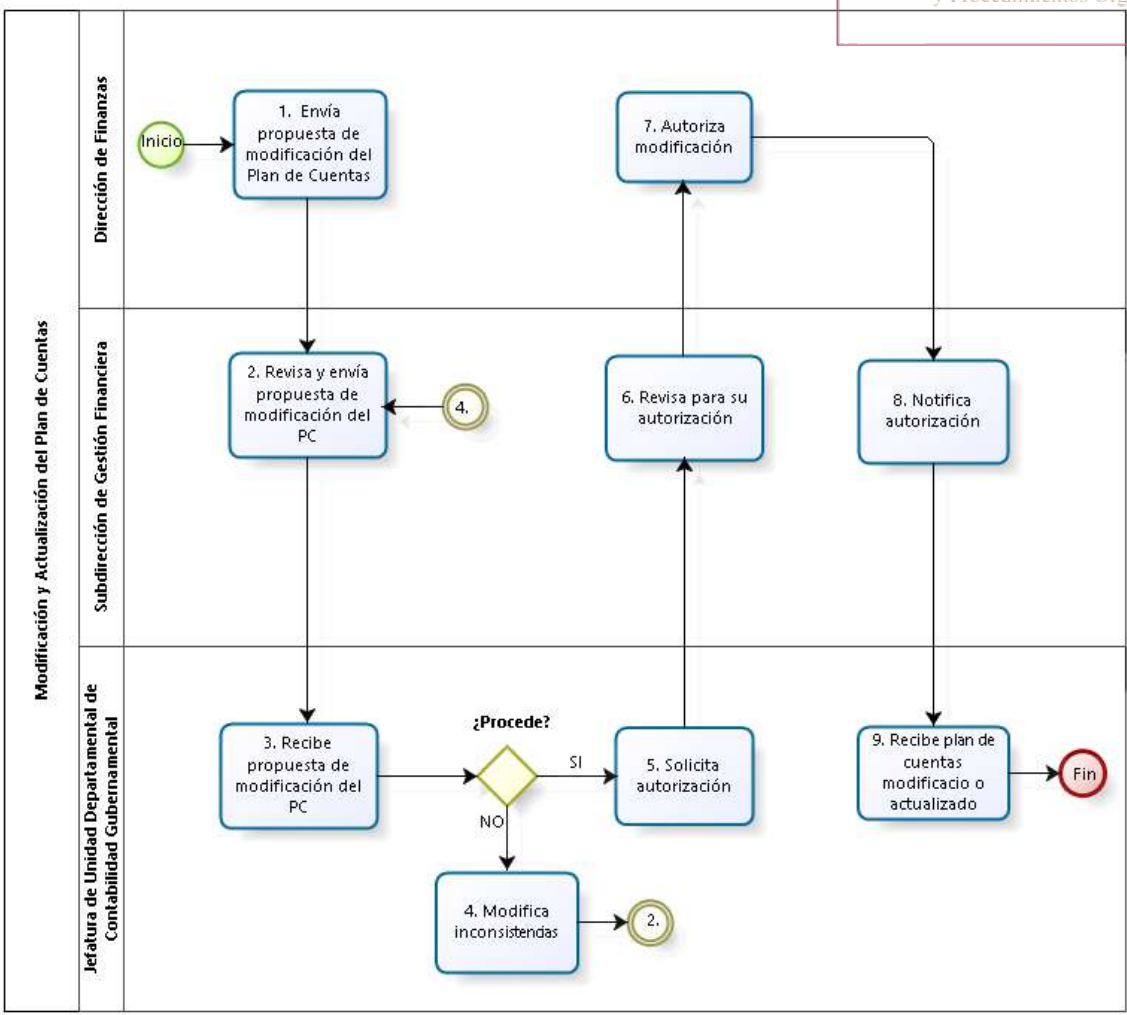 y Procedimientos Org
Modificación y Actualización del Plan de Cuentas
Dirección de Finanzas
Inicio
1. Envía
propuesta de
modificación del
Plan de Cuentas
7. Autoriza
modificación
Subdirección de Gestión Financiera
2. Revisa y envía
propuesta de
modificación del
PC
4.
6. Revisa para su
autorización
8. Notifica
autorización
Jefatura de Unidad Departamental de
Contabilidad Gubernamental
3. Recibe
propuesta de
modificación del
PC
¿Procede?
SI
NO
5. Solicita
autorización
9. Recibe plan de
cuentas
modificacio o
actualizado
Fin
4. Modifica
inconsistencias
2.